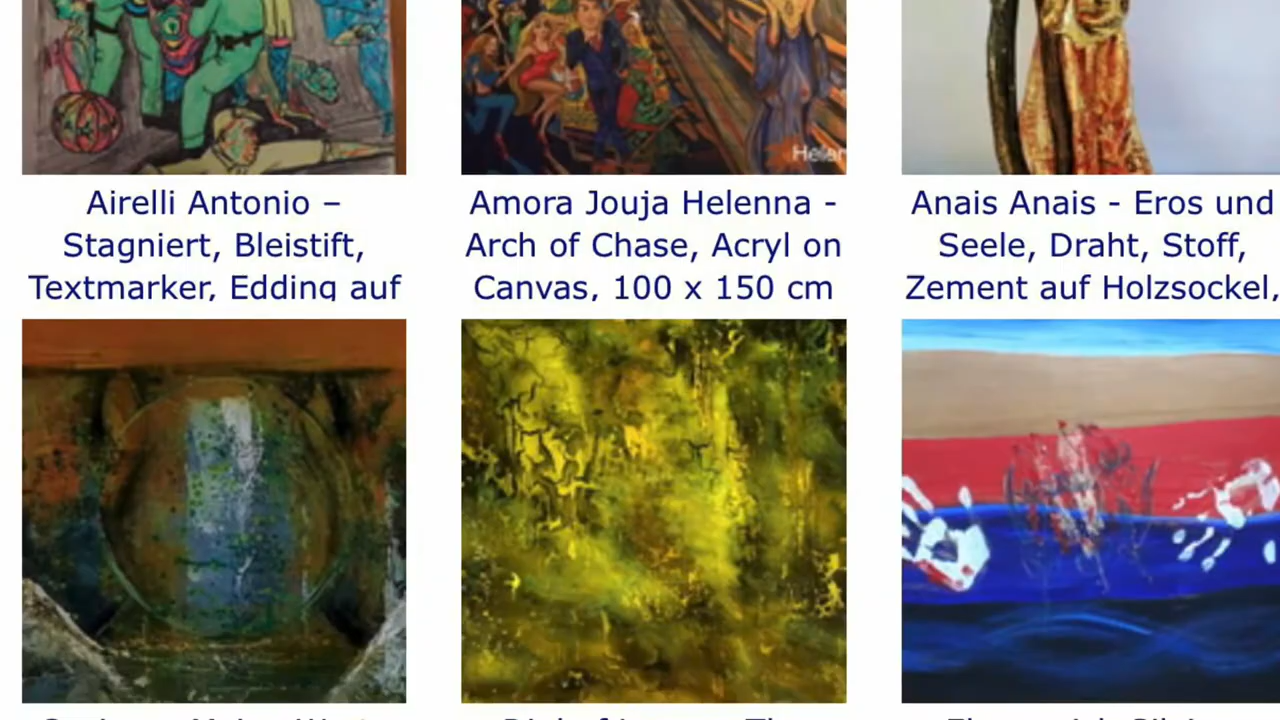 Helen
Airelli Antonio –
Stagniert, Bleistift,
Textmarker, Edding auf
Amora Jouja Helenna -
Arch of Chase, Acryl on
Canvas, 100 x 150 cm
Anais Anais - Eros und
Seele, Draht, Stoff,
Zement auf Holzsockel,